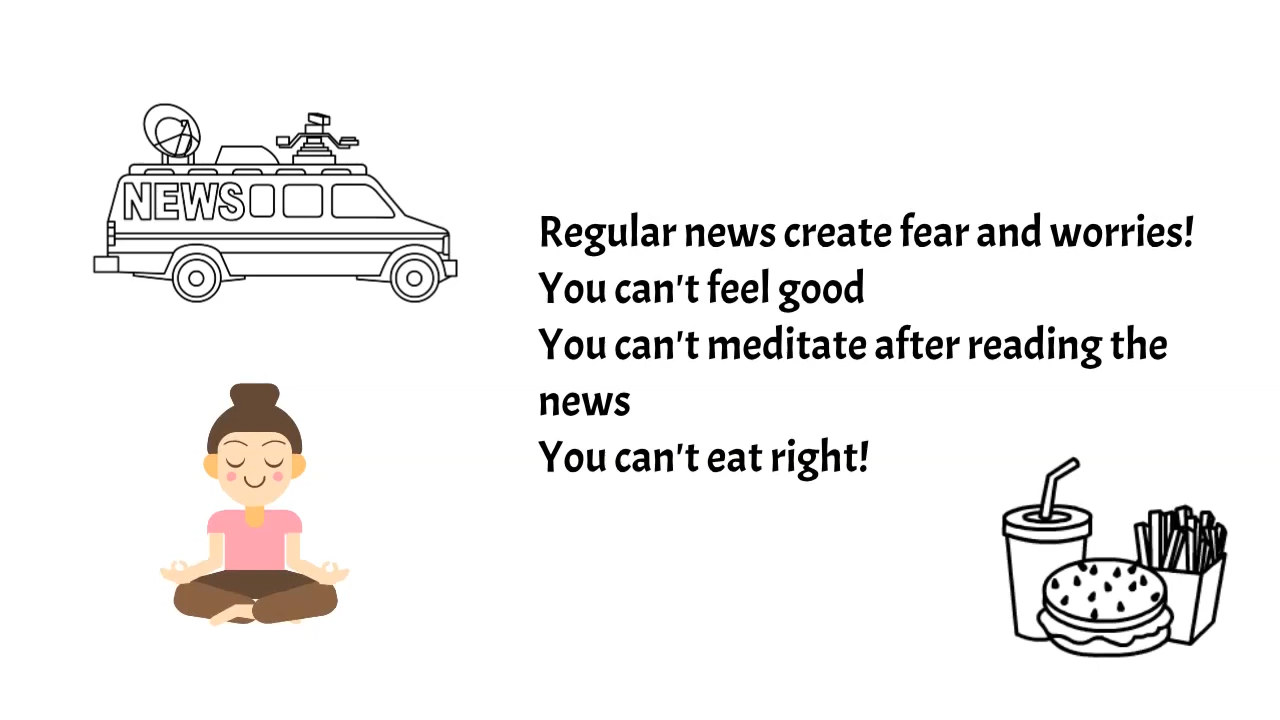 NEWS
Regular news create fear and worries!
You can't feel good
You can't meditate after reading the
news
You can't eat right!